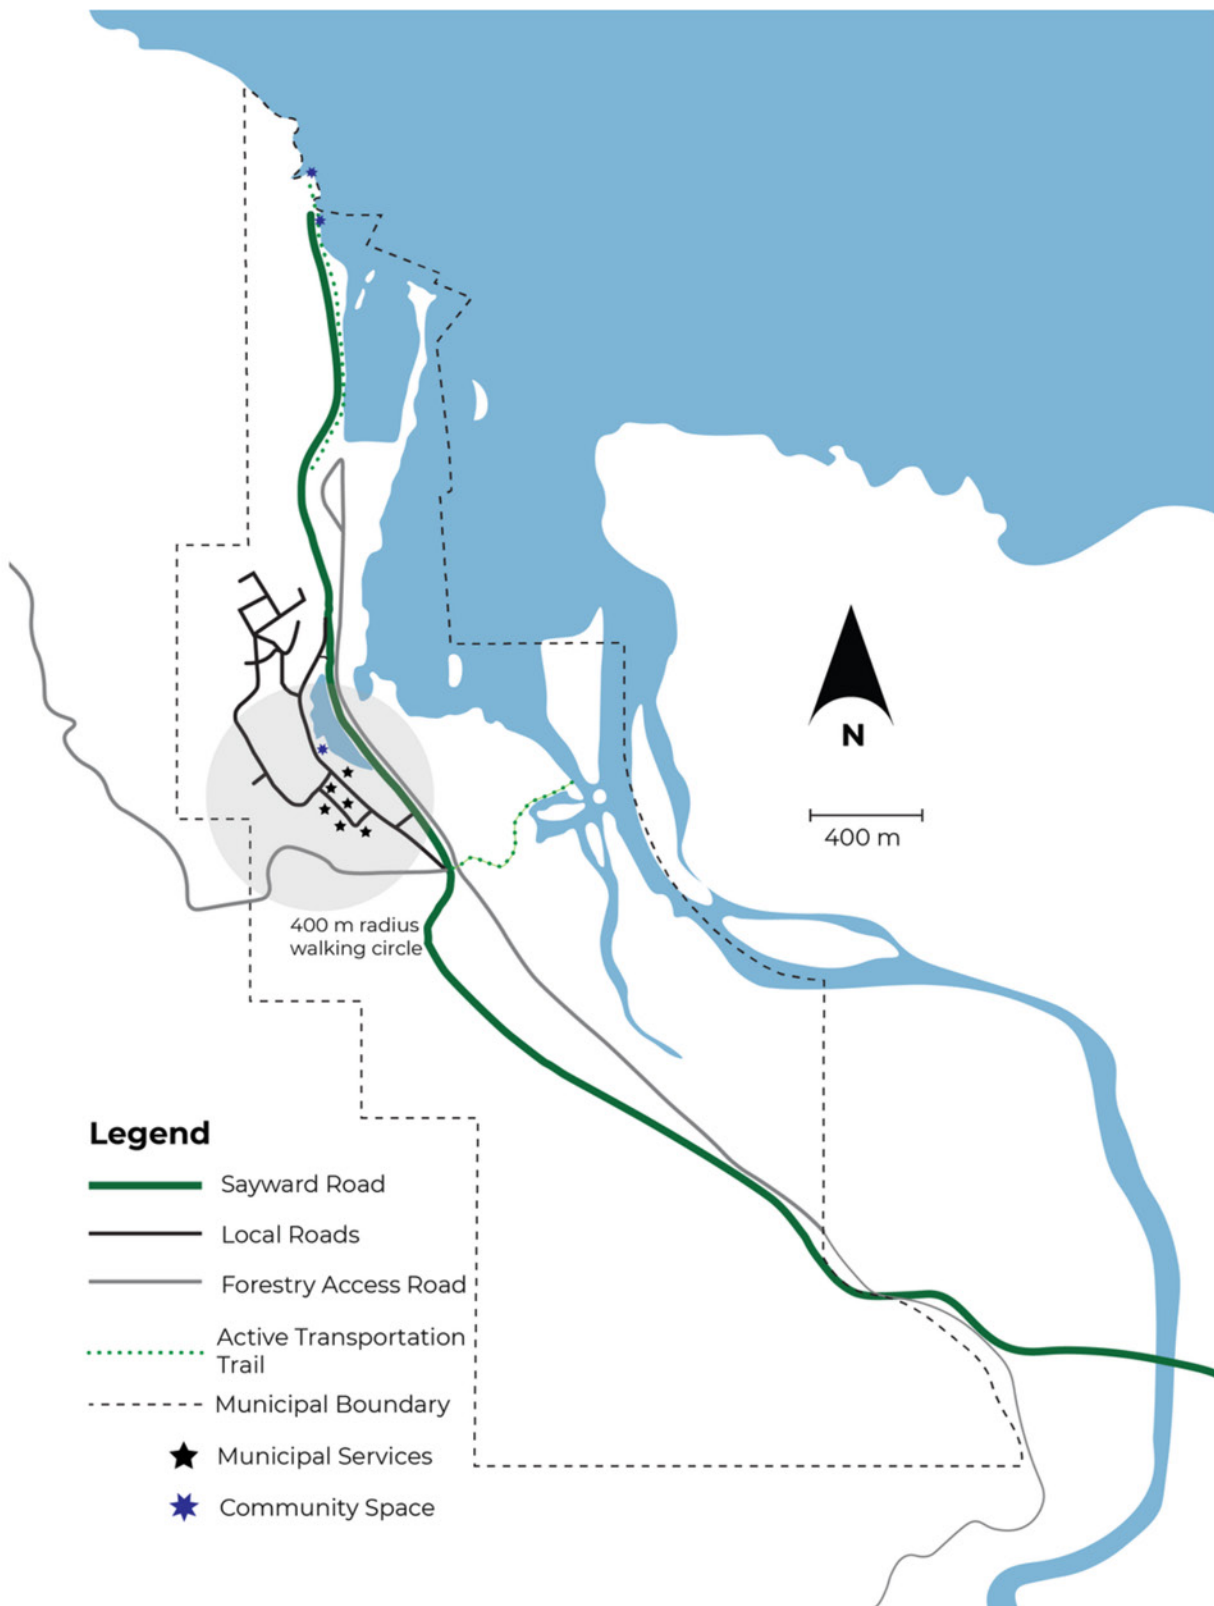 N
400 m
400 m radius
walking circle
Legend
Sayward Road
Local Roads
Forestry Access Road
Active Transportation
Trail
Municipal Boundary
Municipal Services
Community Space